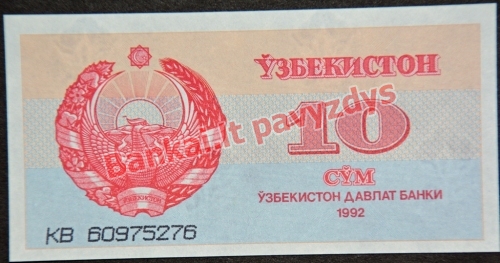 ЎЗБЕКИСТОН
10
СЎМ
ЎЗБЕКИСТОН ДАВЛАТ БАНКИ
1992
КВ 60975276
Bankai.lt pavyzdys